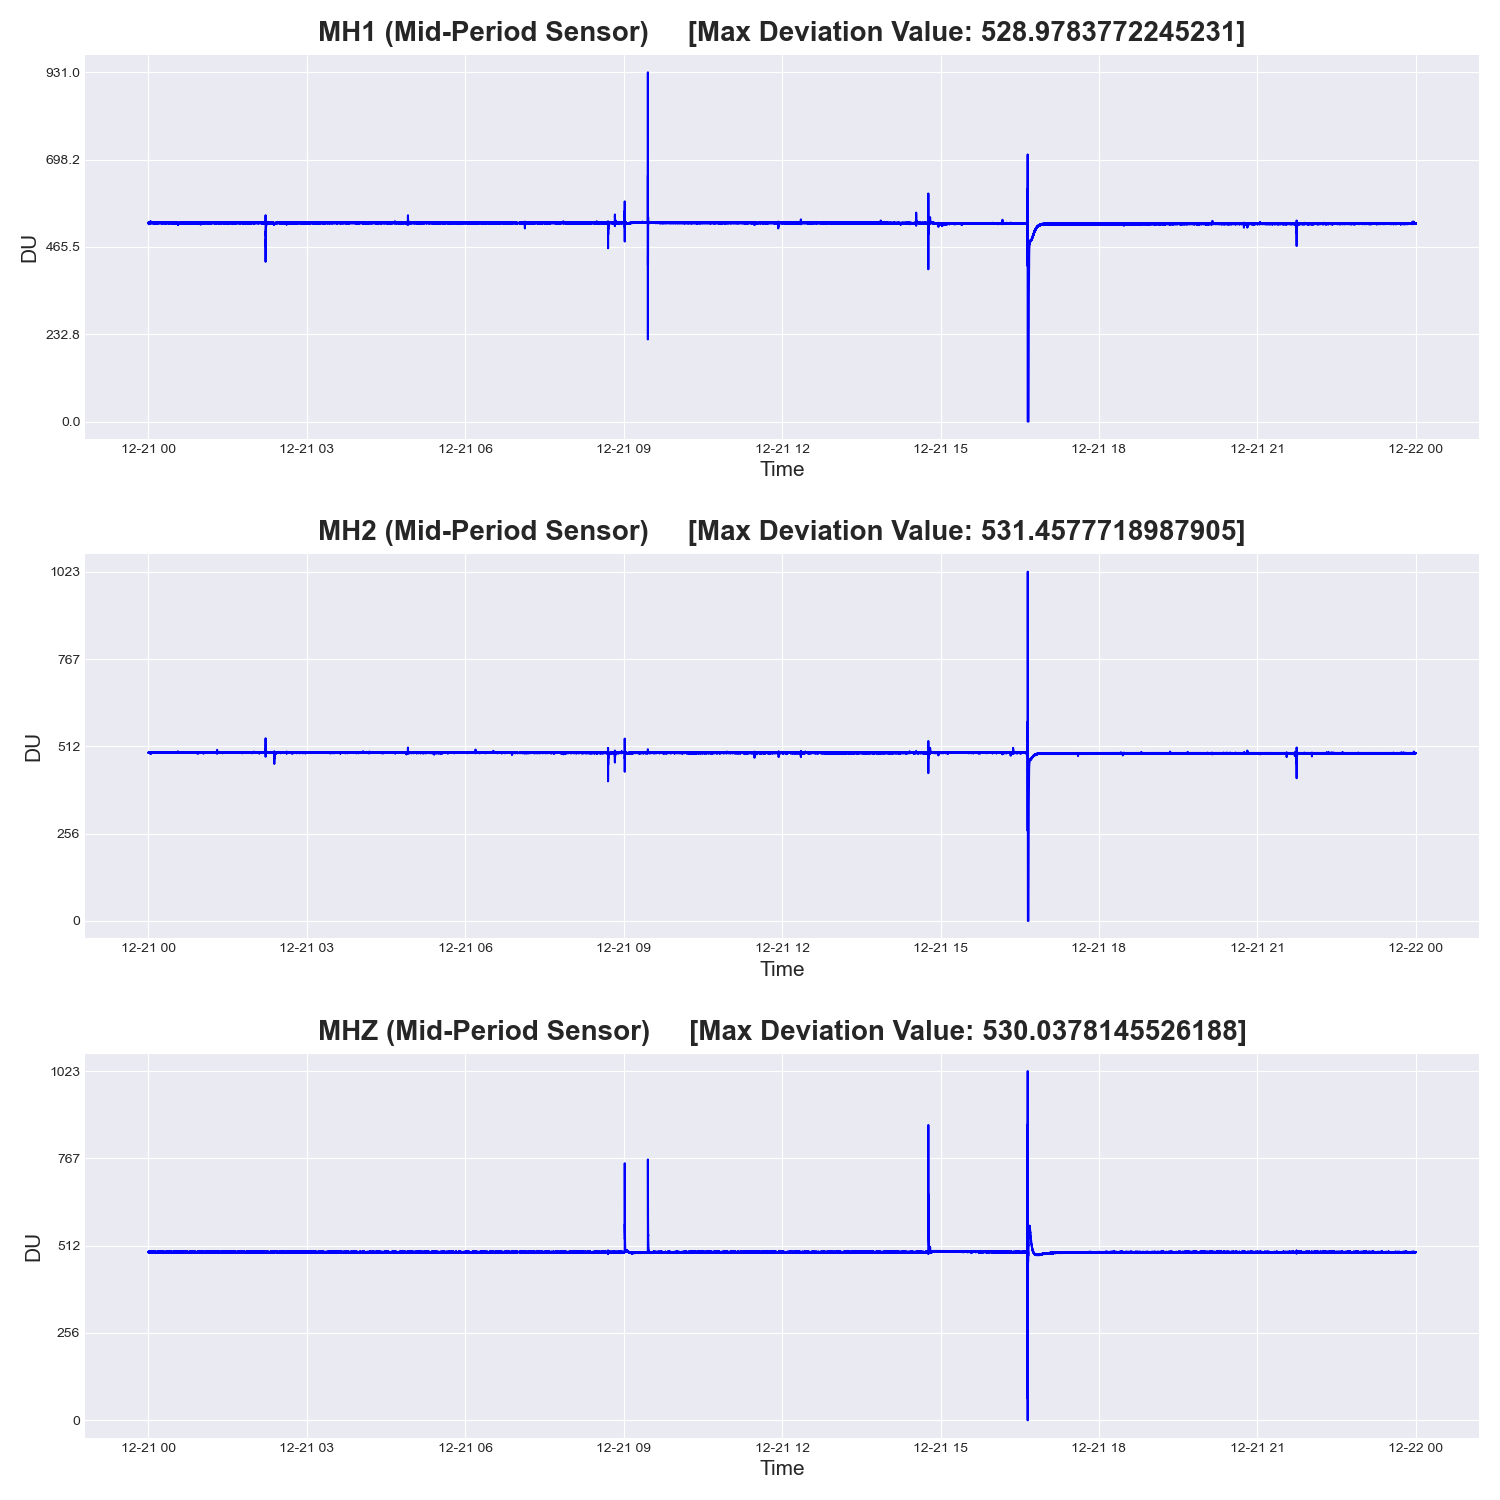 MH1 (Mid-Period Sensor) [Max Deviation Value: 528.9783772245231]
931.0
698.2
465.5
232.8
0.0
DU
12-21 00 12-21 03 12-21 06 12-21 09 12-21 12 12-21 15 12-21 18 12-21 21 12-22 00
Time
MH2 (Mid-Period Sensor) [Max Deviation Value: 531.4577718987905]
1023
767
512
256
0
DU
12-21 00 12-21 03 12-21 06 12-21 09 12-21 12 12-21 15 12-21 18 12-21 21 12-22 00
Time
MHZ (Mid-Period Sensor) [Max Deviation Value: 530.0378145526188]
1023
767
512
256
0
DU
12-21 00 12-21 03 12-21 06 12-21 09 12-21 12 12-21 15 12-21 18 12-21 21 12-22 00
Time